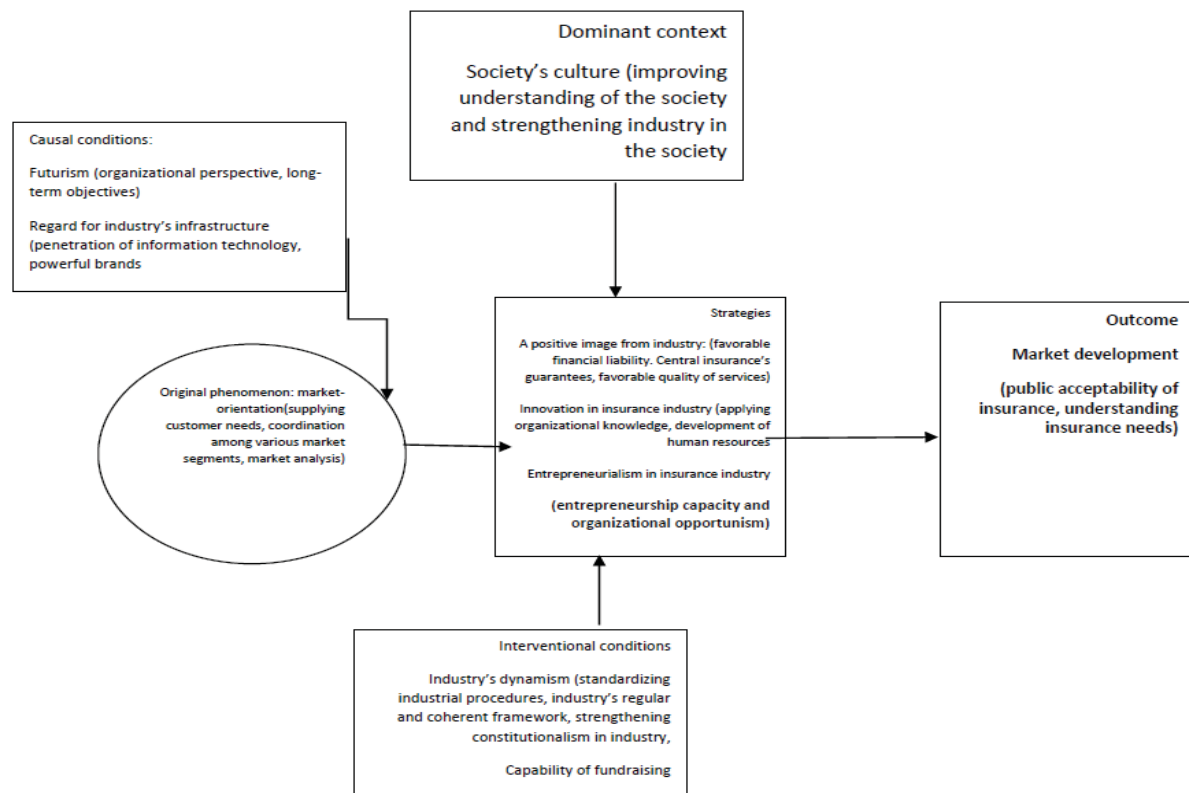 Dominant context
Society's culture (improving
understanding of the society
and strengthening industry in
the society
Causal conditions:
Futurism (organizational perspective, long-
term objectives)
Regard for industry's infrastructure
(penetration of information technology,
powerful brands
Original phenomenon: market-
orientation(supplying
customer needs, coordination
among various market
segments, market analysis)
Strategies
A positive image from industry: (favorable
financial liability. Central insurance's
guarantees, favorable quality of services)
Innovation in insurance industry (applying
organizational knowledge, development of
human resources
Entrepreneurialism in insurance industry
(entrepreneurship capacity and
organizational opportunism)
Outcome
Market development
(public acceptability of
insurance, understanding
insurance needs)
Interventional conditions
Industry's dynamism (standardizing
industrial procedures, industry's regular
and coherent framework, strengthening
constitutionalism in industry,
Capability of fundraising